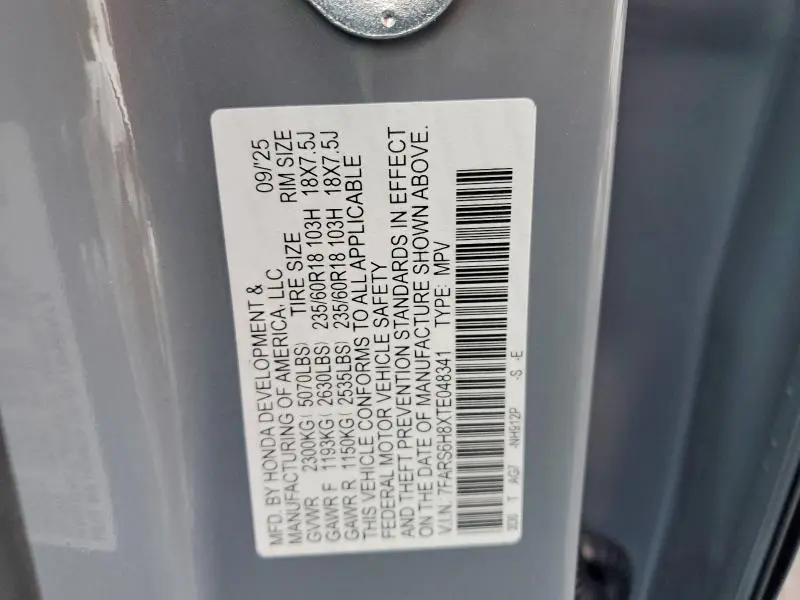 MFD. BY HONDA DEVELOPMENT & 09/'25
MANUFACTURING OF AMERICA, LLC
TIRE SIZE RIM SIZE
GVWR 2300KG( 5070LBS)
GAWR F 1193KG( 2630LBS) 235/60R18 103H 18X7.5J
GAWR R 1150KG( 2535LBS) 235/60R18 103H 18X7.5J
THIS VEHICLE CONFORMS TO ALL APPLICABLE
FEDERAL MOTOR VEHICLE SAFETY
AND THEFT PREVENTION STANDARDS IN EFFECT
ON THE DATE OF MANUFACTURE SHOWN ABOVE.
V.I.N. 7FARS6H8XTE048341 TYPE: MPV
T AG7 -NH912P -S -E